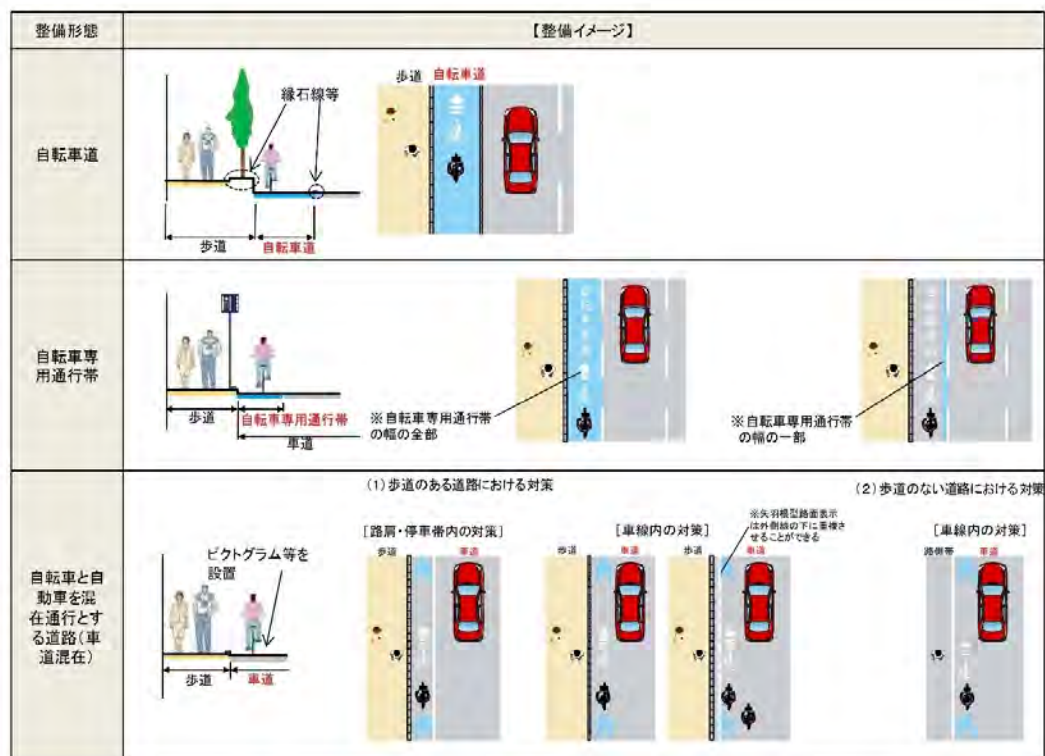 整備形態
【整備イメージ】
自転車道
縁石線等
歩道
自転車道
歩道 自転車道
自転車専
用通行帯
歩道
自転車専用通行帯
車道
※自転車専用通行帯
の幅の全部
※自転車専用通行帯
の幅の一部
自転車と自
動車を混
在通行とす
る道路(車
道混在)
ピクトグラム等を
設置
歩道
車道
(1)歩道のある道路における対策
[路肩・停車帯内の対策]
歩道 車道
[車線内の対策]
歩道 車道
歩道 車道
※矢羽根型路面表示
は外側線の下に重複さ
せることができる
(2)歩道のない道路における対策
[車線内の対策]
路側帯 車道